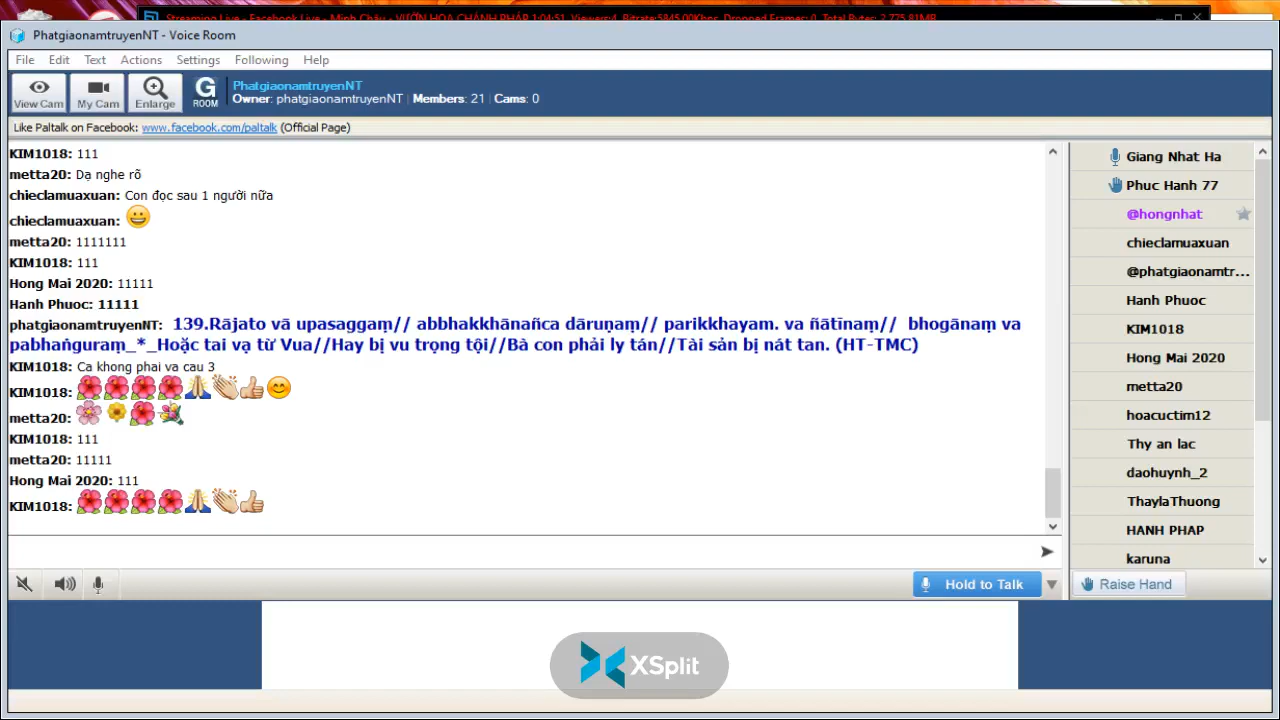 Streaming Live - Facebook Live - Minh Châu - VƯỜN HOA CHÁNH PHÁP 1:04:51, Viewers:4, Bitrate:5845.00Kbps, Dropped Frames: 0, Total Bytes: 2,775.81MB
PhatgiaonamtruyenNT - Voice Room
File Edit Text Actions Settings Following Help
View Cam My Cam Enlarge G ROOM
PhatgiaonamtruyenNT
Owner: phatgiaonamtruyenNT Members: 21 Cams: 0
Like Paltalk on Facebook: www.facebook.com/paltalk (Official Page)
KIM1018: 111
metta20: Dạ nghe rõ
chieclamuaxuan: Con đọc sau 1 người nữa
chieclamuaxuan:
metta20: 1111111
KIM1018: 111
Hong Mai 2020: 11111
Hanh Phuoc: 11111
phatgiaonamtruyenNT: 139.Rājato vā upasaggaṃ// abbhakkhānañca dāruṇaṃ// parikkhayam. va ñātīnaṃ// bhogānaṃ va
pabhaṅguraṃ_*_Hoặc tai vạ từ Vua//Hay bị vu trọng tội//Bà con phải ly tán//Tài sản bị nát tan. (HT-TMC)
KIM1018: Ca khong phai va cau 3
KIM1018:
metta20:
KIM1018: 111
metta20: 11111
Hong Mai 2020: 111
KIM1018:
Hold to Talk
Giang Nhat Ha
Phuc Hanh 77
@hongnhat
chieclamuaxuan
@phatgiaonamtr...
Hanh Phuoc
KIM1018
Hong Mai 2020
metta20
hoacuctim12
Thy an lac
daohuynh_2
ThaylaThuong
HẠNH PHAP
karuna
Raise Hand
XSplit